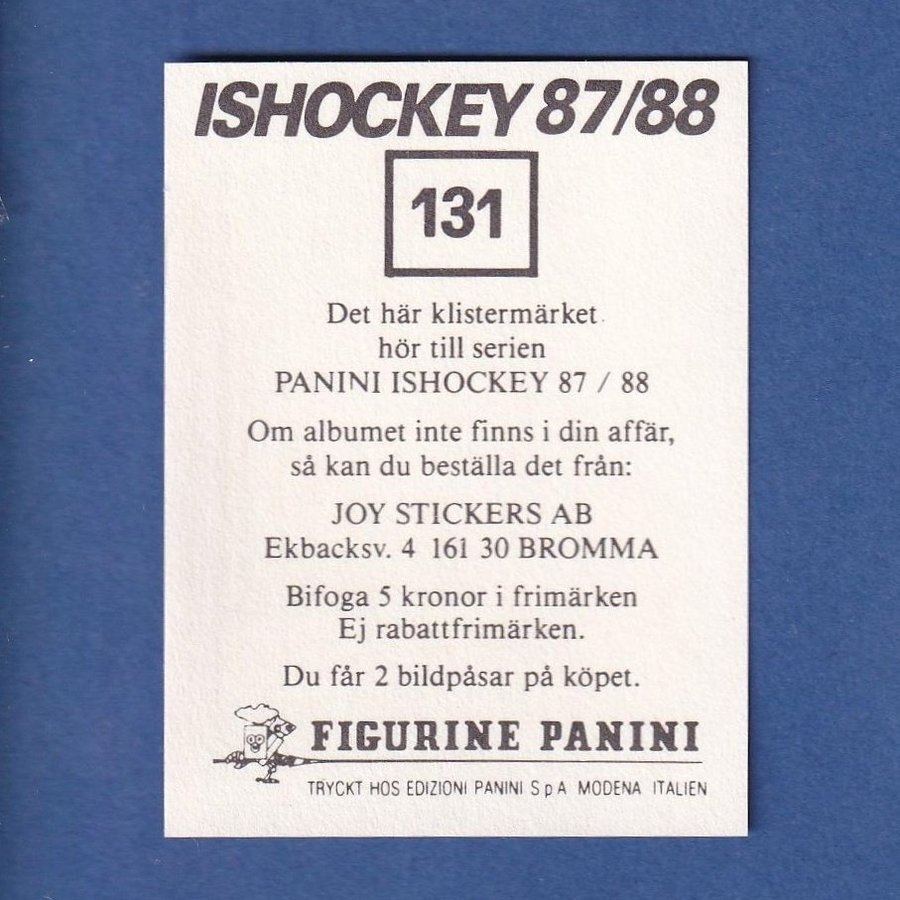 ISHOCKEY 87/88
131
Det här klistermärket
hör till serien
PANINI ISHOCKEY 87 / 88
Om albumet inte finns i din affär,
så kan du beställa det från:
JOY STICKERS AB
Ekbacksv. 4 161 30 BROMMA
Bifoga 5 kronor i frimärken
Ej rabattfrimärken.
Du får 2 bildpåsar på köpet.
FIGURINE PANINI
TRYCKT HOS EDIZIONI PANINI S p A MODENA ITALIEN